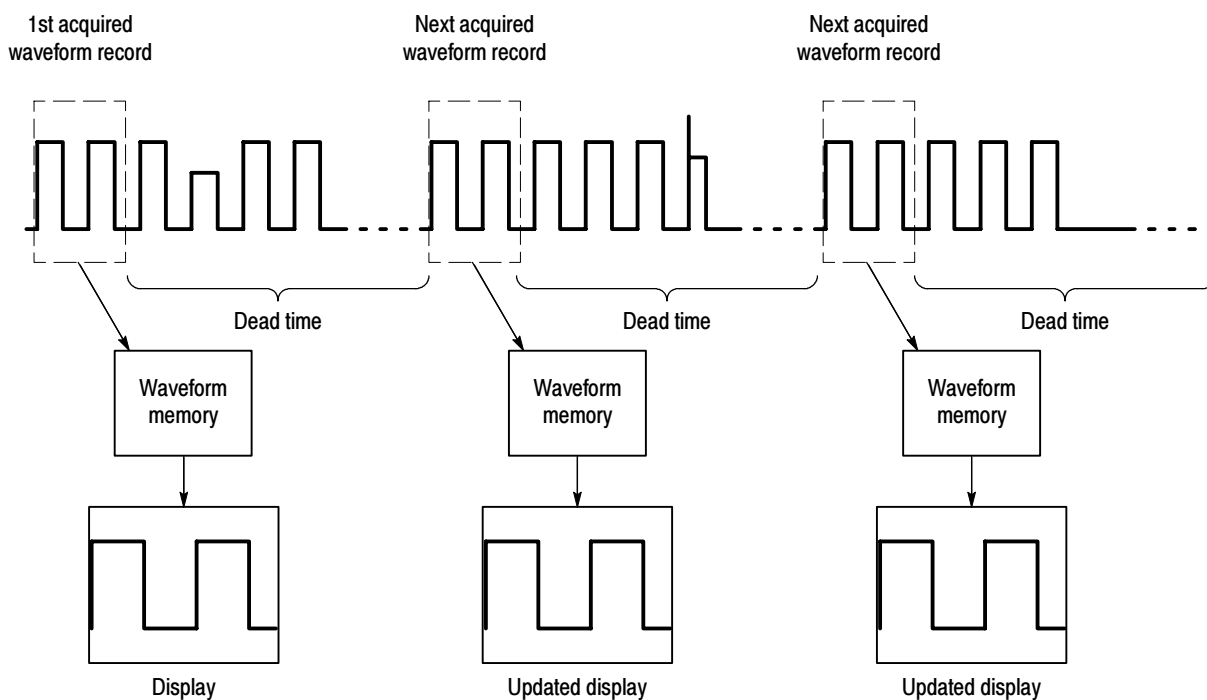 1st acquired
waveform record
Next acquired
waveform record
Next acquired
waveform record
Dead time
Dead time
Dead time
Waveform
memory
Waveform
memory
Waveform
memory
Display
Updated display
Updated display